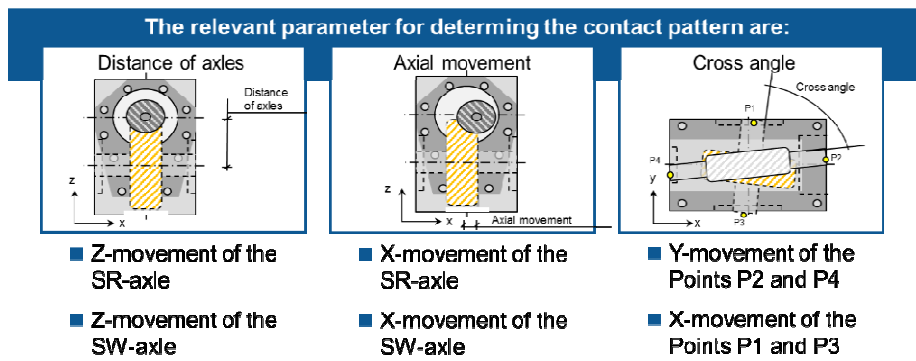 The relevant parameter for determining the contact pattern are:
Distance of axles
Distance
of axles
z
x
Z-movement of the
SR-axle
Z-movement of the
SW-axle
Axial movement
z
x
Axial movement
X-movement of the
SR-axle
X-movement of the
SW-axle
Cross angle
Cross angle
P1
P2
P4
y
x
P3
Y-movement of the
Points P2 and P4
X-movement of the
Points P1 and P3